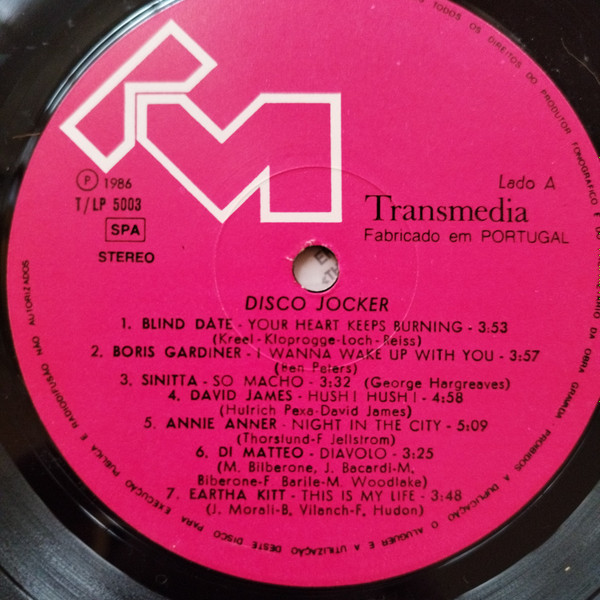 TODOS OS DIREITOS DO PRODUTOR FONOGRÁFICO E DO PROPRIETÁRIO DA OBRA GRAVADA PROIBIDOS A DUPLICAÇÃO O ALUGUER E A UTILIZAÇÃO DESTE DISCO PARA EXECUÇÃO PÚBLICA E RADIODIFUSÃO NÃO AUTORIZADOS
Ⓟ 1986
T/LP 5003
SPA
STEREO
Lado A
Transmedia
Fabricado em PORTUGAL
DISCO JOCKER
1. BLIND DATE - YOUR HEART KEEPS BURNING - 3:53
(Kreel-Kloprogge-Loch-Reiss)
2. BORIS GARDINER - I WANNA WAKE UP WITH YOU - 3:57
(Ben Peters)
3. SINITTA - SO MACHO - 3:32 (George Hargreaves)
4. DAVID JAMES - HUSH! HUSH! - 4:58
(Hulrich Pexa-David James)
5. ANNIE ANNER - NIGHT IN THE CITY - 5:09
(Thorslund-F Jellstrom)
6. DI MATTEO - DIAVOLO - 3:25
(M. Bilberone, J. Bacardi-M,
Biberone-F Barile-M. Woodlake)
7. EARTHA KITT - THIS IS MY LIFE - 3:48
(J. Morali-B, Vilanch-F, Hudon)